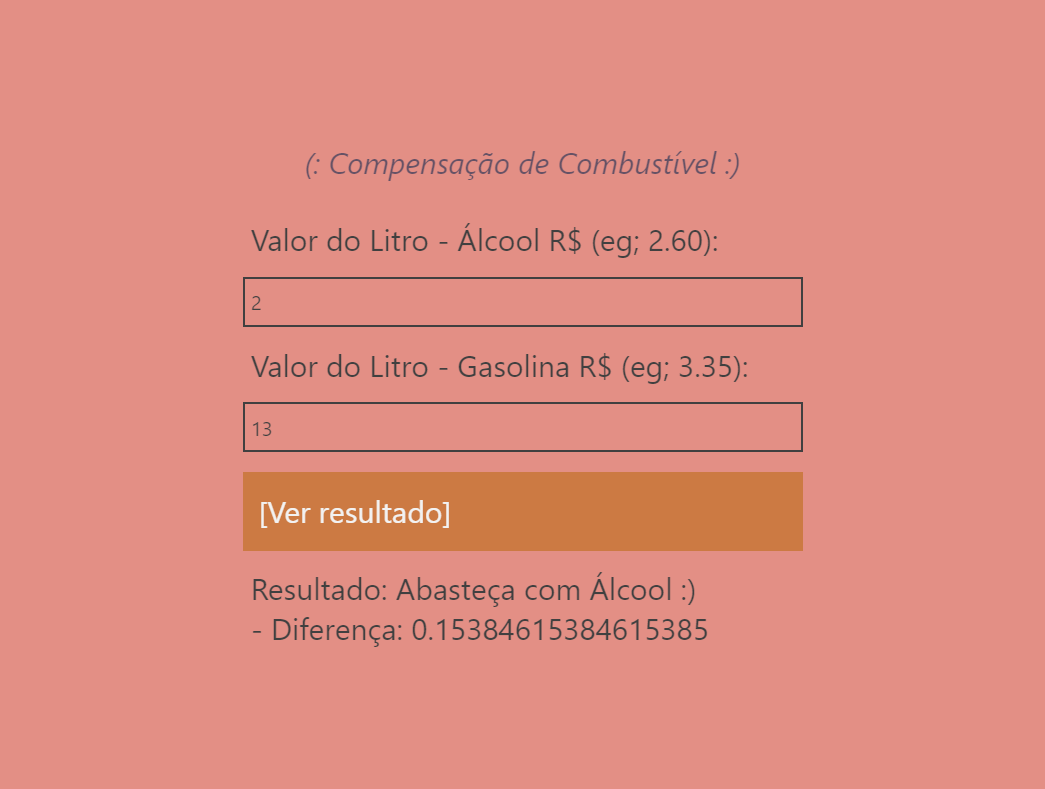 (: Compensação de Combustível :)
Valor do Litro - Álcool R$ (eg; 2.60):
2
Valor do Litro - Gasolina R$ (eg; 3.35):
13
[Ver resultado]
Resultado: Abasteça com Álcool :)
- Diferença: 0.15384615384615385